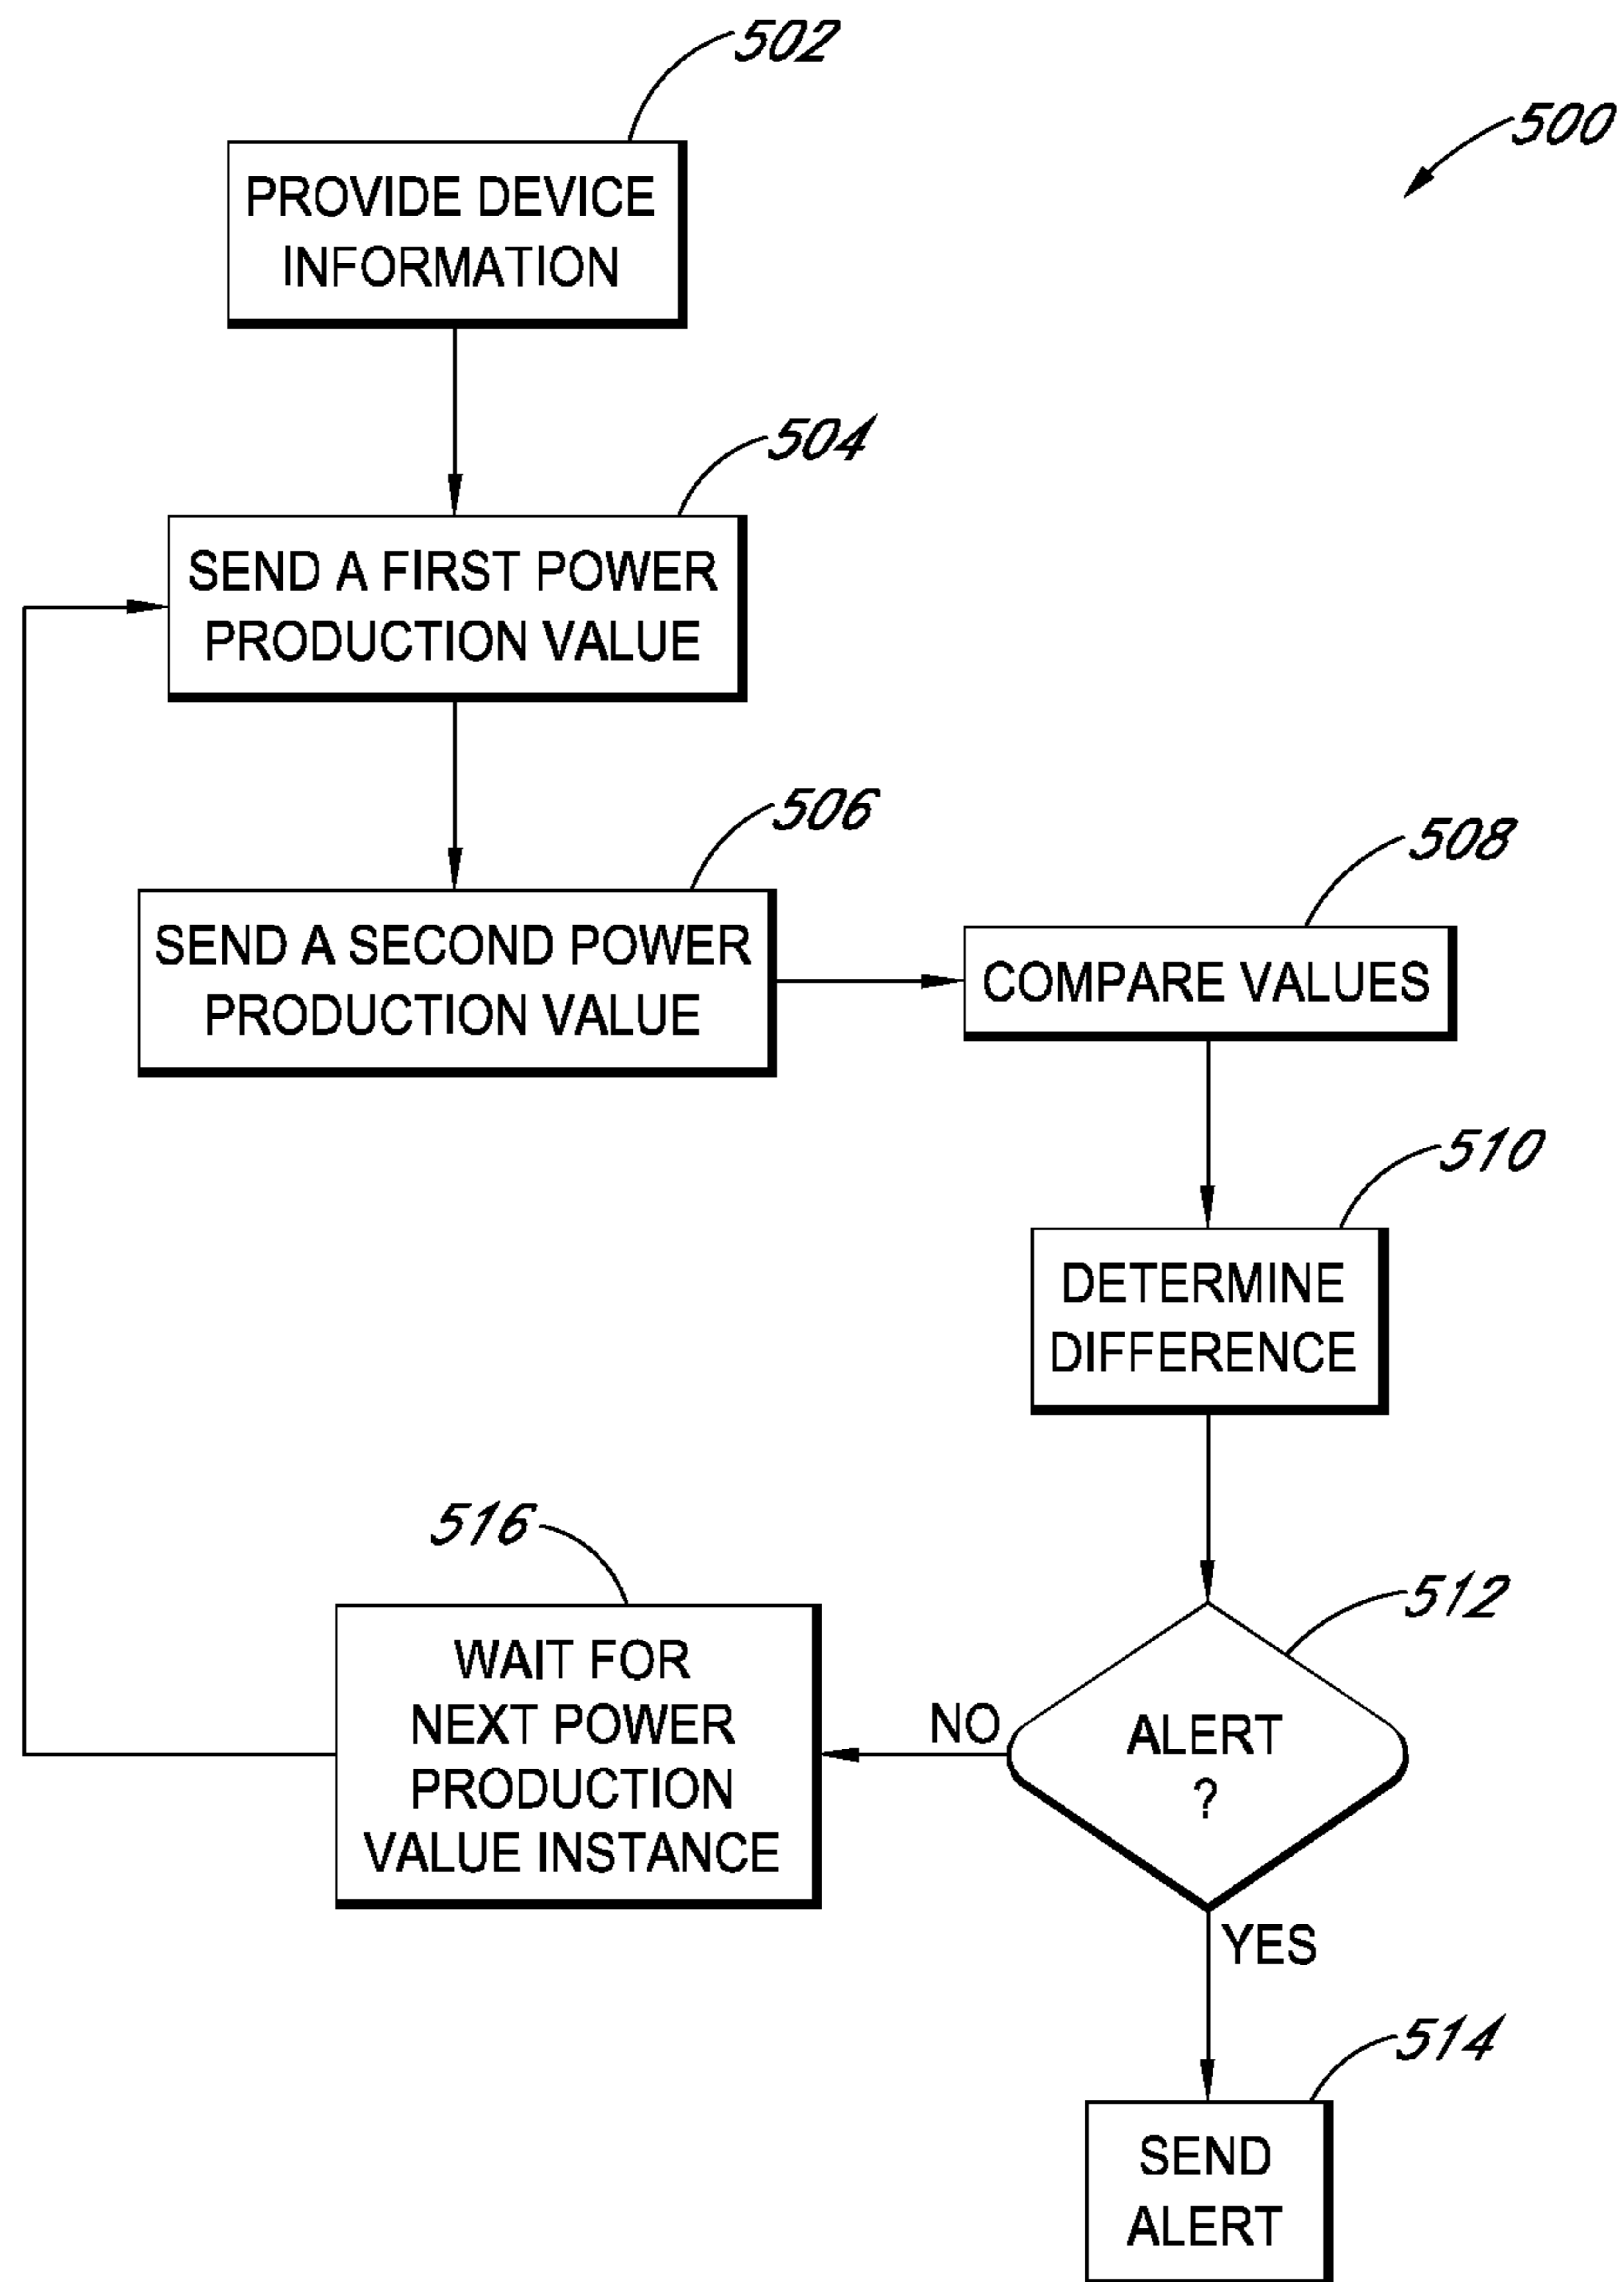 502
500
PROVIDE DEVICE
INFORMATION
504
SEND A FIRST POWER
PRODUCTION VALUE
506
SEND A SECOND POWER
PRODUCTION VALUE
508
COMPARE VALUES
510
DETERMINE
DIFFERENCE
512
ALERT
?
NO
516
WAIT FOR
NEXT POWER
PRODUCTION
VALUE INSTANCE
YES
514
SEND
ALERT